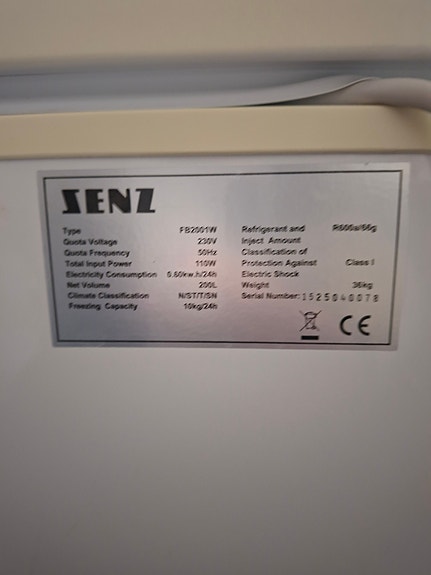 SENZ
Type FB2001W
Quota Voltage 230V
Quota Frequency 50Hz
Total Input Power 110W
Electricity Consumption 0.60kw.h/24h
Net Volume 200L
Climate Classification N/ST/T/SN
Freezing Capacity 10kg/24h
Refrigerant and R600a/66g
Inject Amount
Classification of
Protection Against Class I
Electric Shock
Weight 36kg
Serial Number: 1525040078
CE